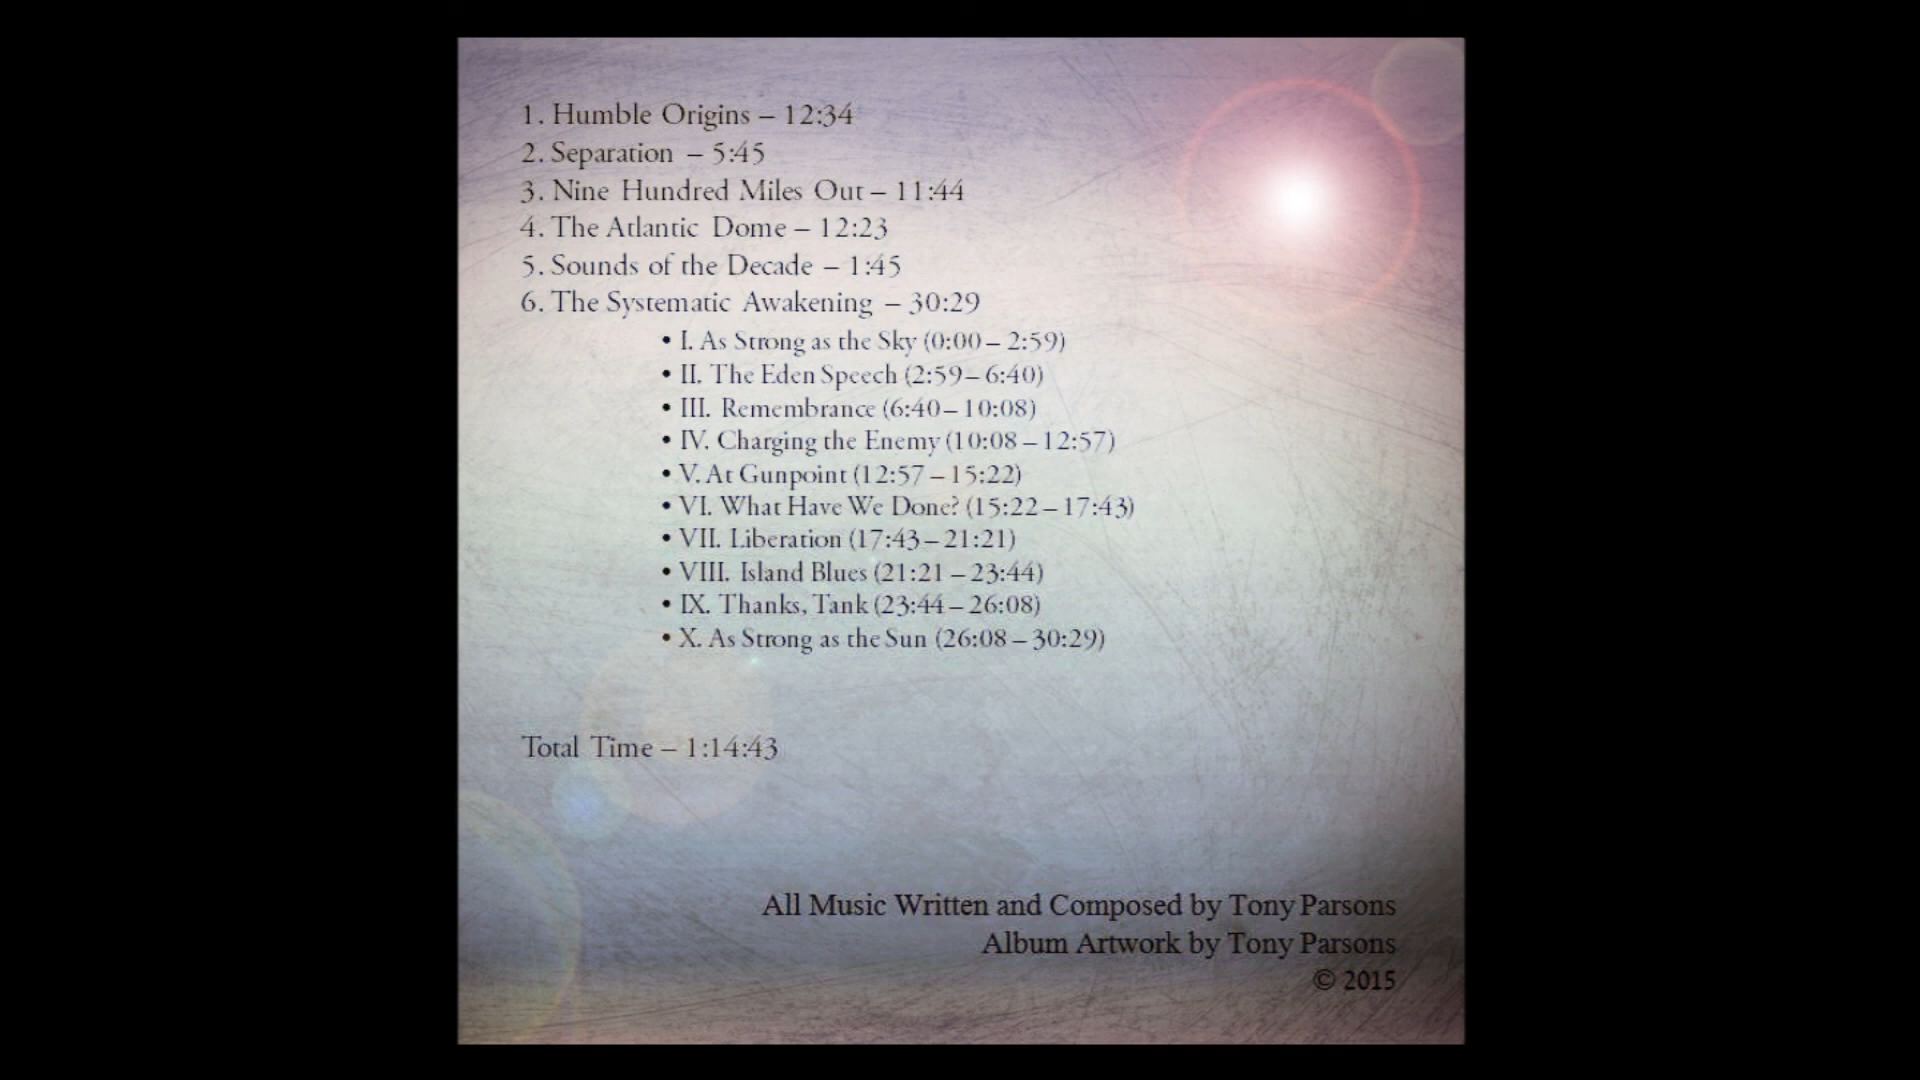 1. Humble Origins – 12:34
2. Separation – 5:45
3. Nine Hundred Miles Out – 11:44
4. The Atlantic Dome – 12:23
5. Sounds of the Decade – 1:45
6. The Systematic Awakening – 30:29
• I. As Strong as the Sky (0:00 – 2:59)
• II. The Eden Speech (2:59 – 6:40)
• III. Remembrance (6:40 – 10:08)
• IV. Charging the Enemy (10:08 – 12:57)
• V. At Gunpoint (12:57 – 15:22)
• VI. What Have We Done? (15:22 – 17:43)
• VII. Liberation (17:43 – 21:21)
• VIII. Island Blues (21:21 – 23:44)
• IX. Thanks, Tank (23:44 – 26:08)
• X. As Strong as the Sun (26:08 – 30:29)
Total Time – 1:14:43
All Music Written and Composed by Tony Parsons
Album Artwork by Tony Parsons
© 2015